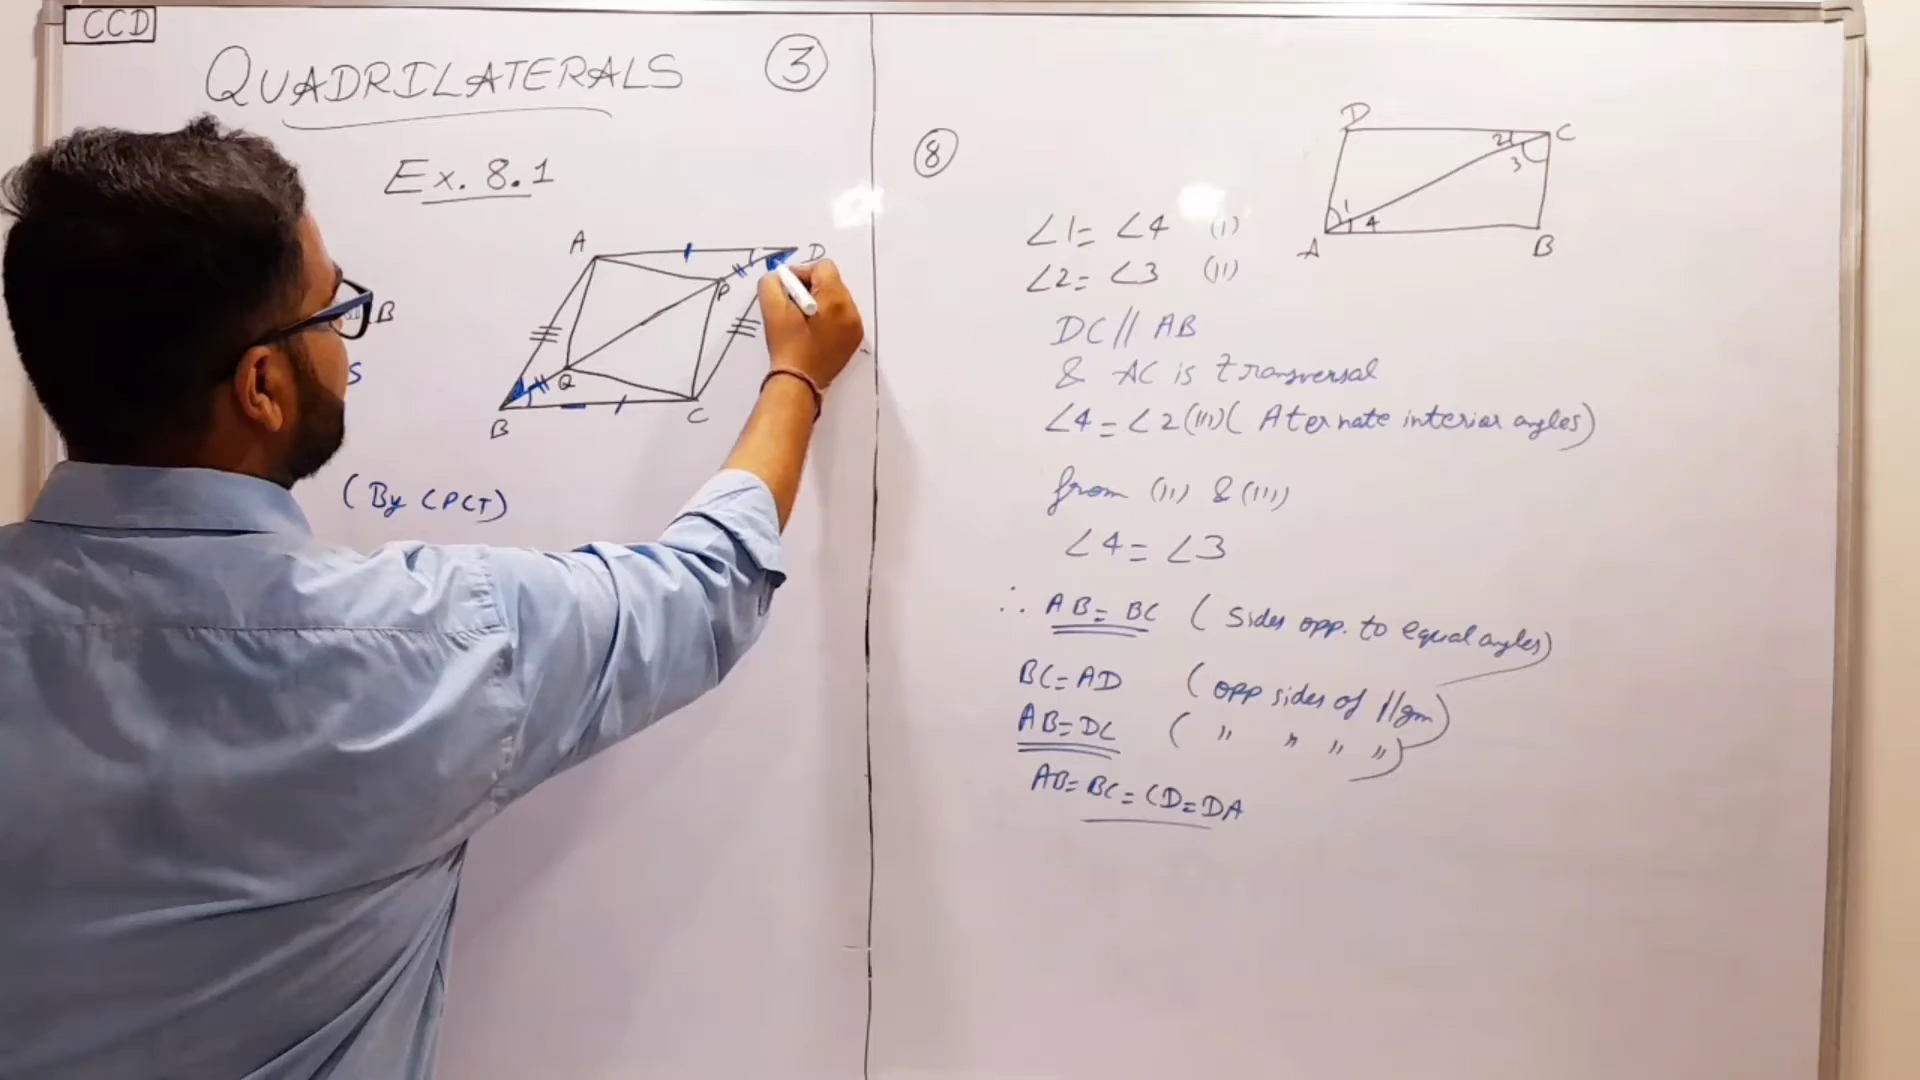 CCD
QUADRILATERALS
3
Ex. 8.1
A
D
P
Q
B
C
B
S
(By CPCT)
8
D
C
2
3
1
4
A
B
∠1= ∠4 (I)
∠2= ∠3 (II)
DC // AB
& AC is transversal
∠4=∠2 (III) ( Aternate interior angles)
from (II) & (III)
∠4= ∠3
∴ AB= BC ( Sides opp. to equal angles)
BC=AD ( opp sides of //gm)
AB=DC ( " " " " )
AB= BC= CD=DA